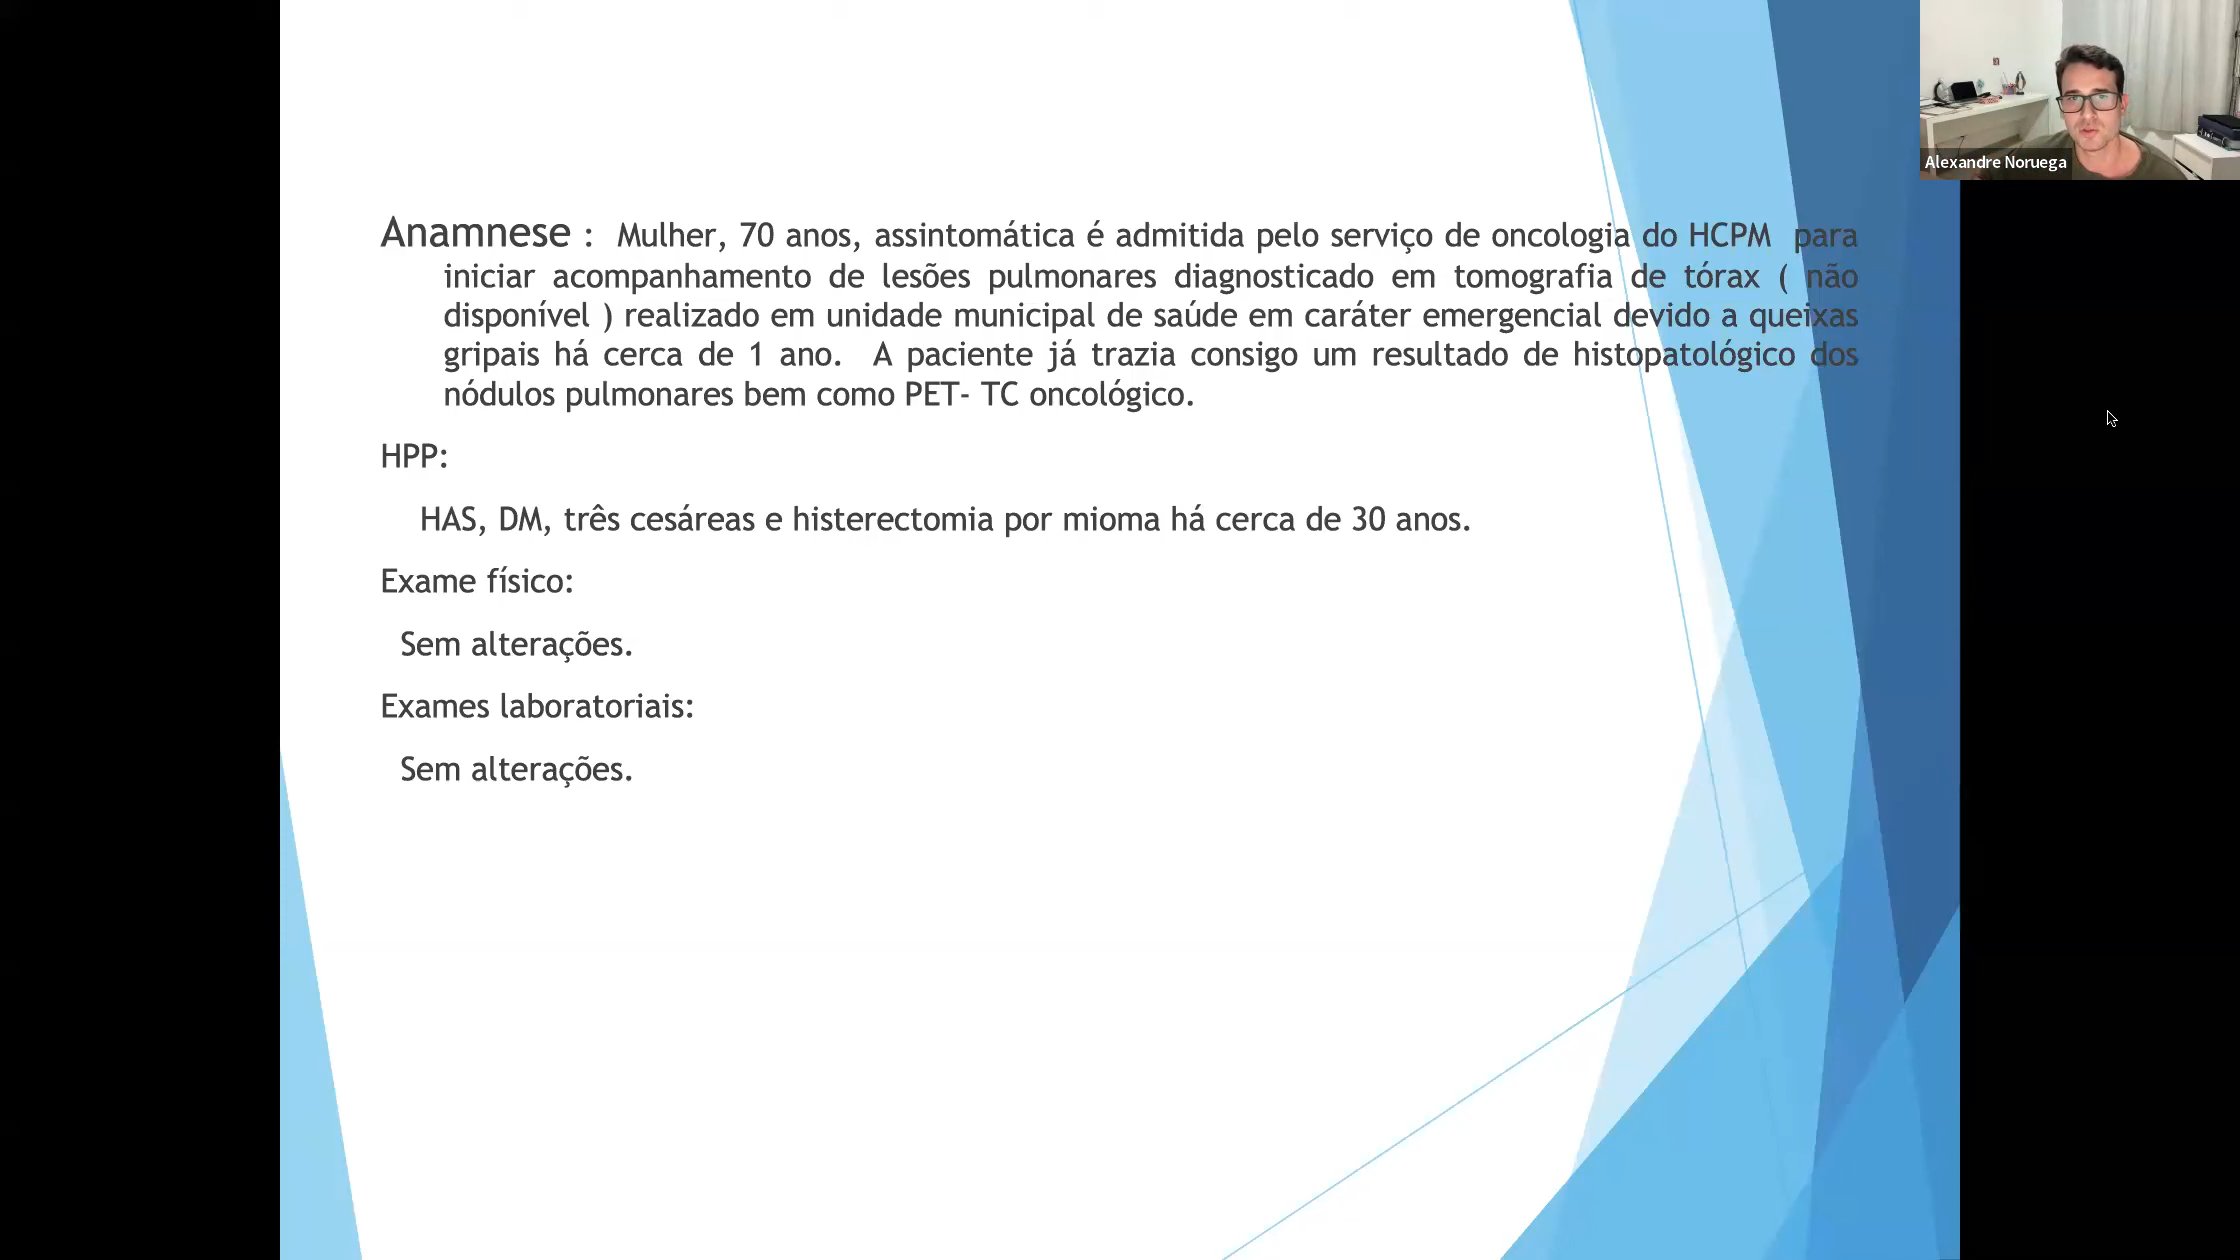 Alexandre Noruega
Anamnese : Mulher, 70 anos, assintomática é admitida pelo serviço de oncologia do HCPM para
iniciar acompanhamento de lesões pulmonares diagnosticado em tomografia de tórax ( não
disponível ) realizado em unidade municipal de saúde em caráter emergencial devido a queixas
gripais há cerca de 1 ano. A paciente já trazia consigo um resultado de histopatológico dos
nódulos pulmonares bem como PET- TC oncológico.
HPP:
HAS, DM, três cesáreas e histerectomia por mioma há cerca de 30 anos.
Exame físico:
Sem alterações.
Exames laboratoriais:
Sem alterações.